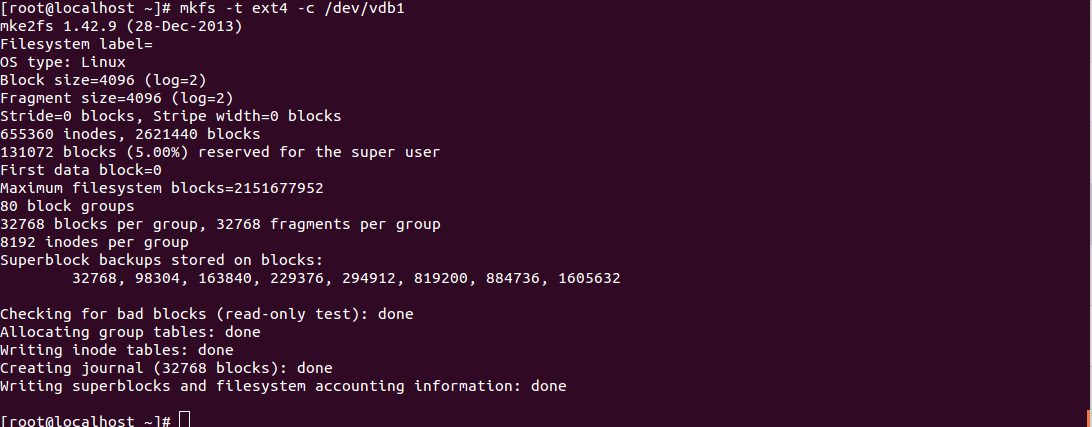 [root@localhost ~]# mkfs -t ext4 -c /dev/vdb1
mke2fs 1.42.9 (28-Dec-2013)
Filesystem label=
OS type: Linux
Block size=4096 (log=2)
Fragment size=4096 (log=2)
Stride=0 blocks, Stripe width=0 blocks
655360 inodes, 2621440 blocks
131072 blocks (5.00%) reserved for the super user
First data block=0
Maximum filesystem blocks=2151677952
80 block groups
32768 blocks per group, 32768 fragments per group
8192 inodes per group
Superblock backups stored on blocks:
        32768, 98304, 163840, 229376, 294912, 819200, 884736, 1605632

Checking for bad blocks (read-only test): done
Allocating group tables: done
Writing inode tables: done
Creating journal (32768 blocks): done
Writing superblocks and filesystem accounting information: done

[root@localhost ~]#